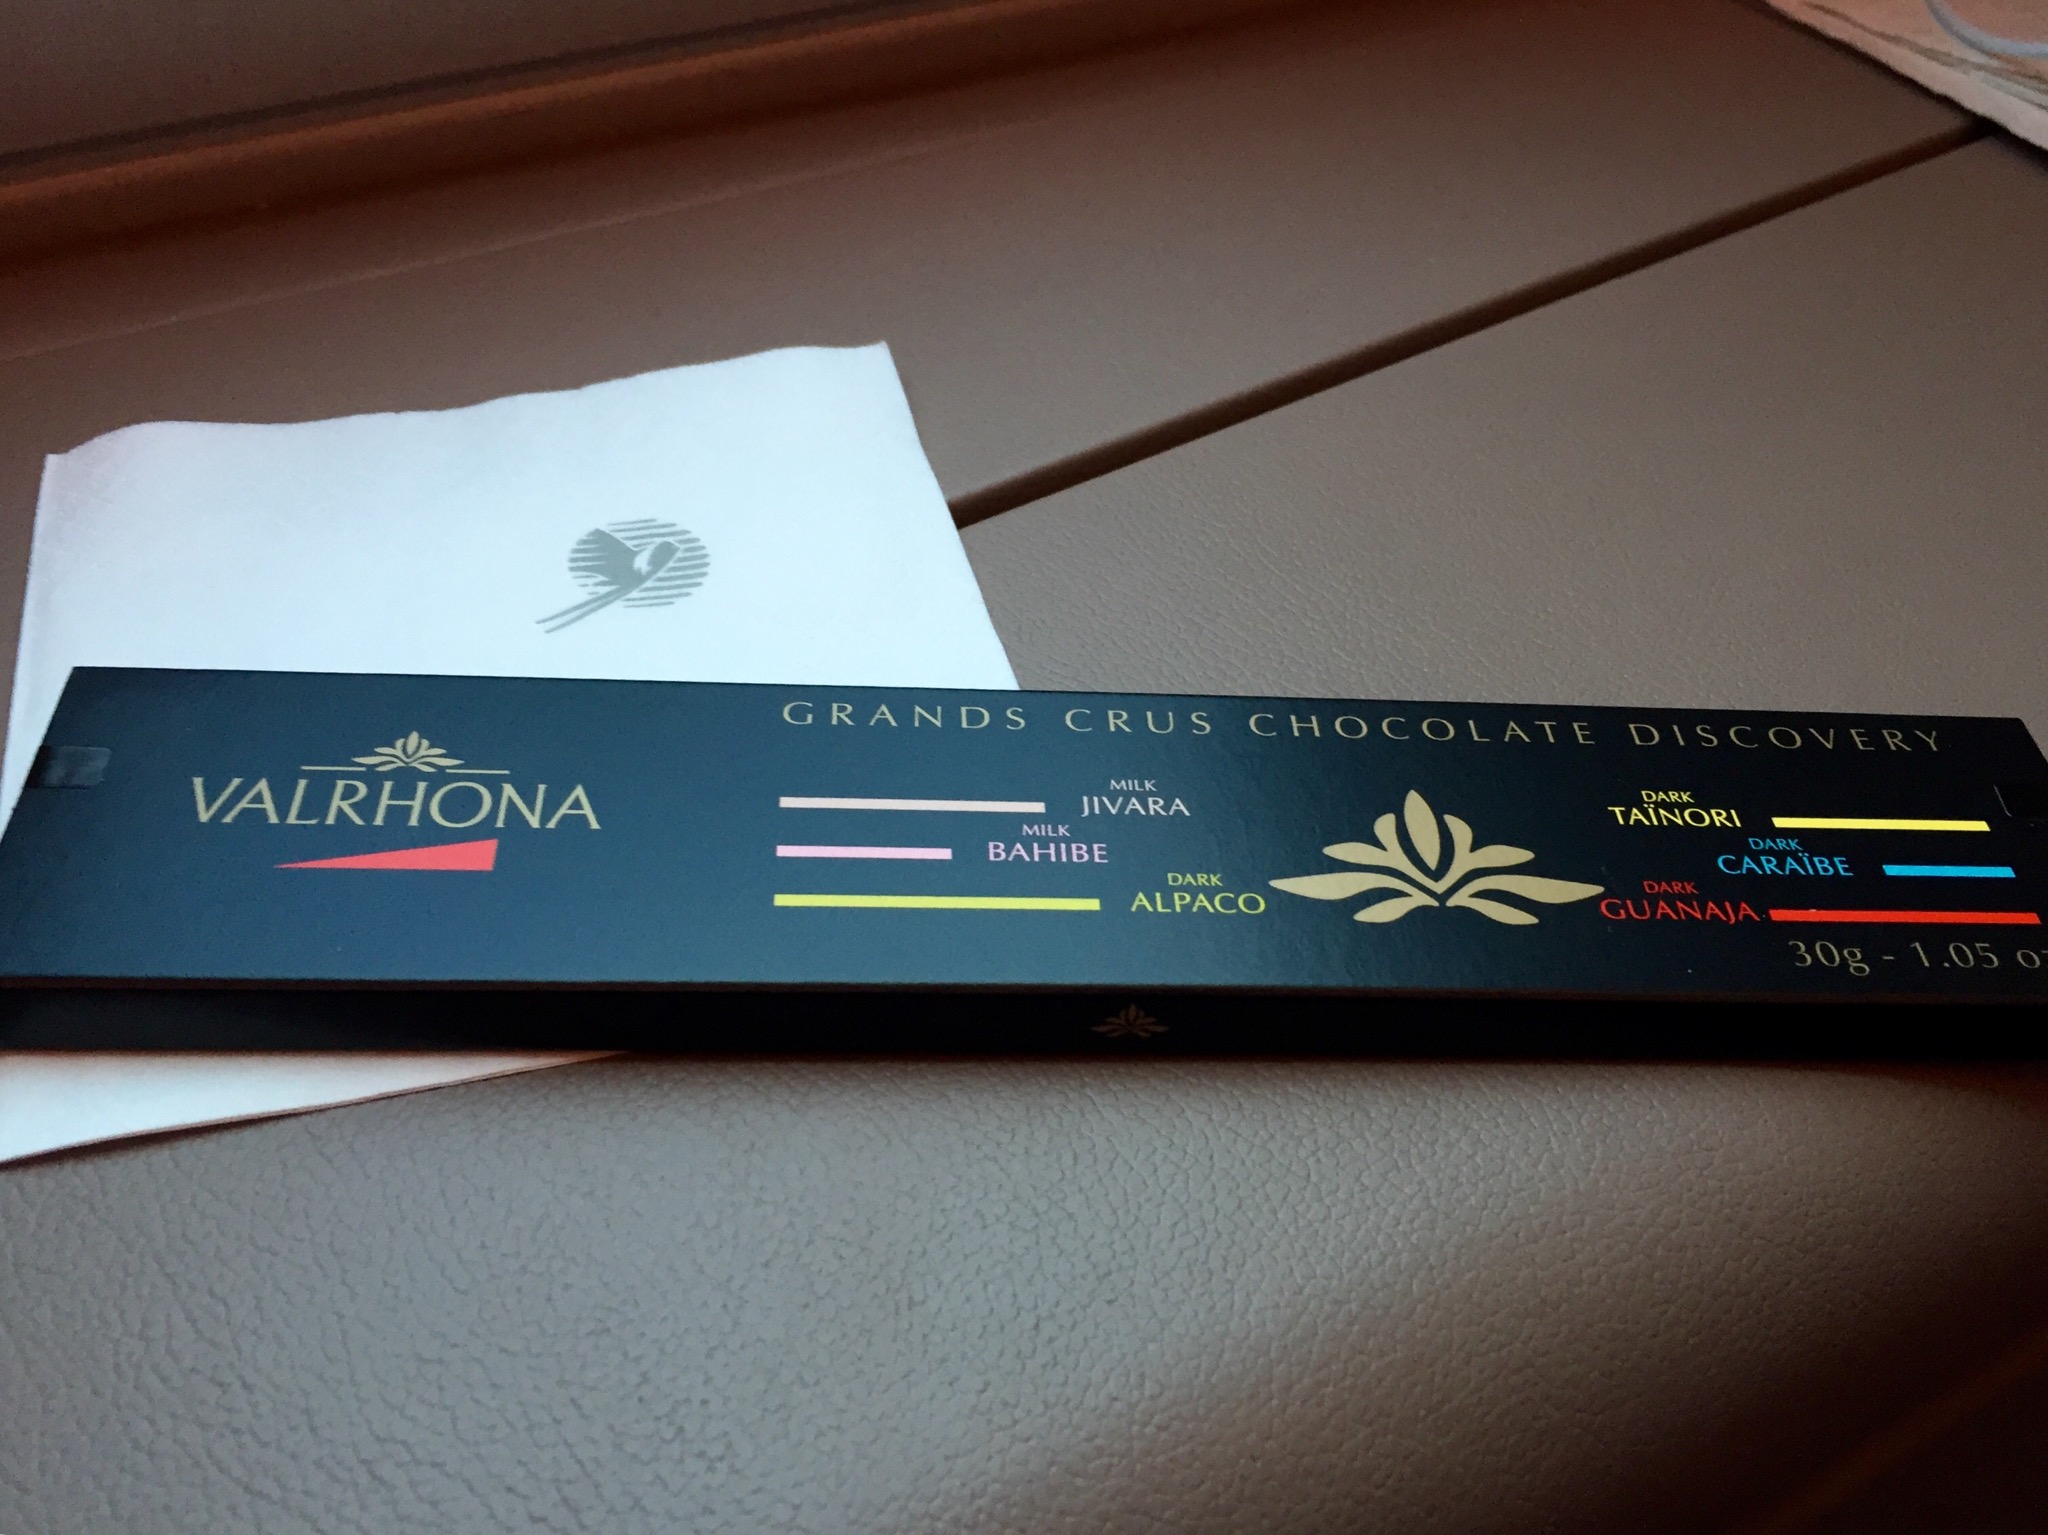 VALRHONA
GRANDS CRUS CHOCOLATE DISCOVERY
MILK
JIVARA
MILK
BAHIBE
DARK
ALPACO
DARK
TAÏNORI
DARK
CARAÏBE
DARK
GUANAJA
30g - 1.05